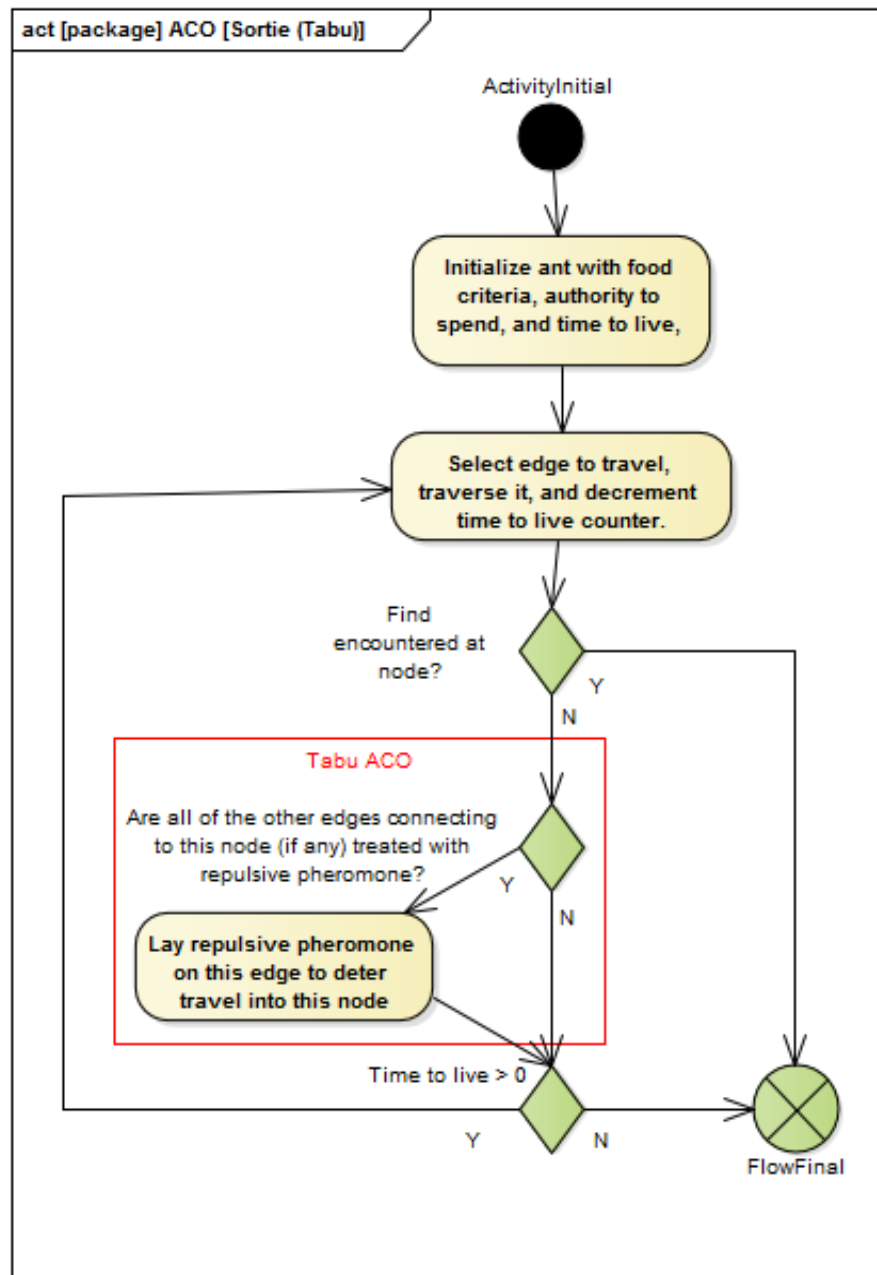 act [package] ACO [Sortie (Tabu)]
ActivityInitial
Initialize ant with food
criteria, authority to
spend, and time to live,
Select edge to travel,
traverse it, and decrement
time to live counter.
Find
encountered at
node?
Y
N
Tabu ACO
Are all of the other edges connecting
to this node (if any) treated with
repulsive pheromone?
Y
N
Lay repulsive pheromone
on this edge to deter
travel into this node
Time to live > 0
Y
N
FlowFinal